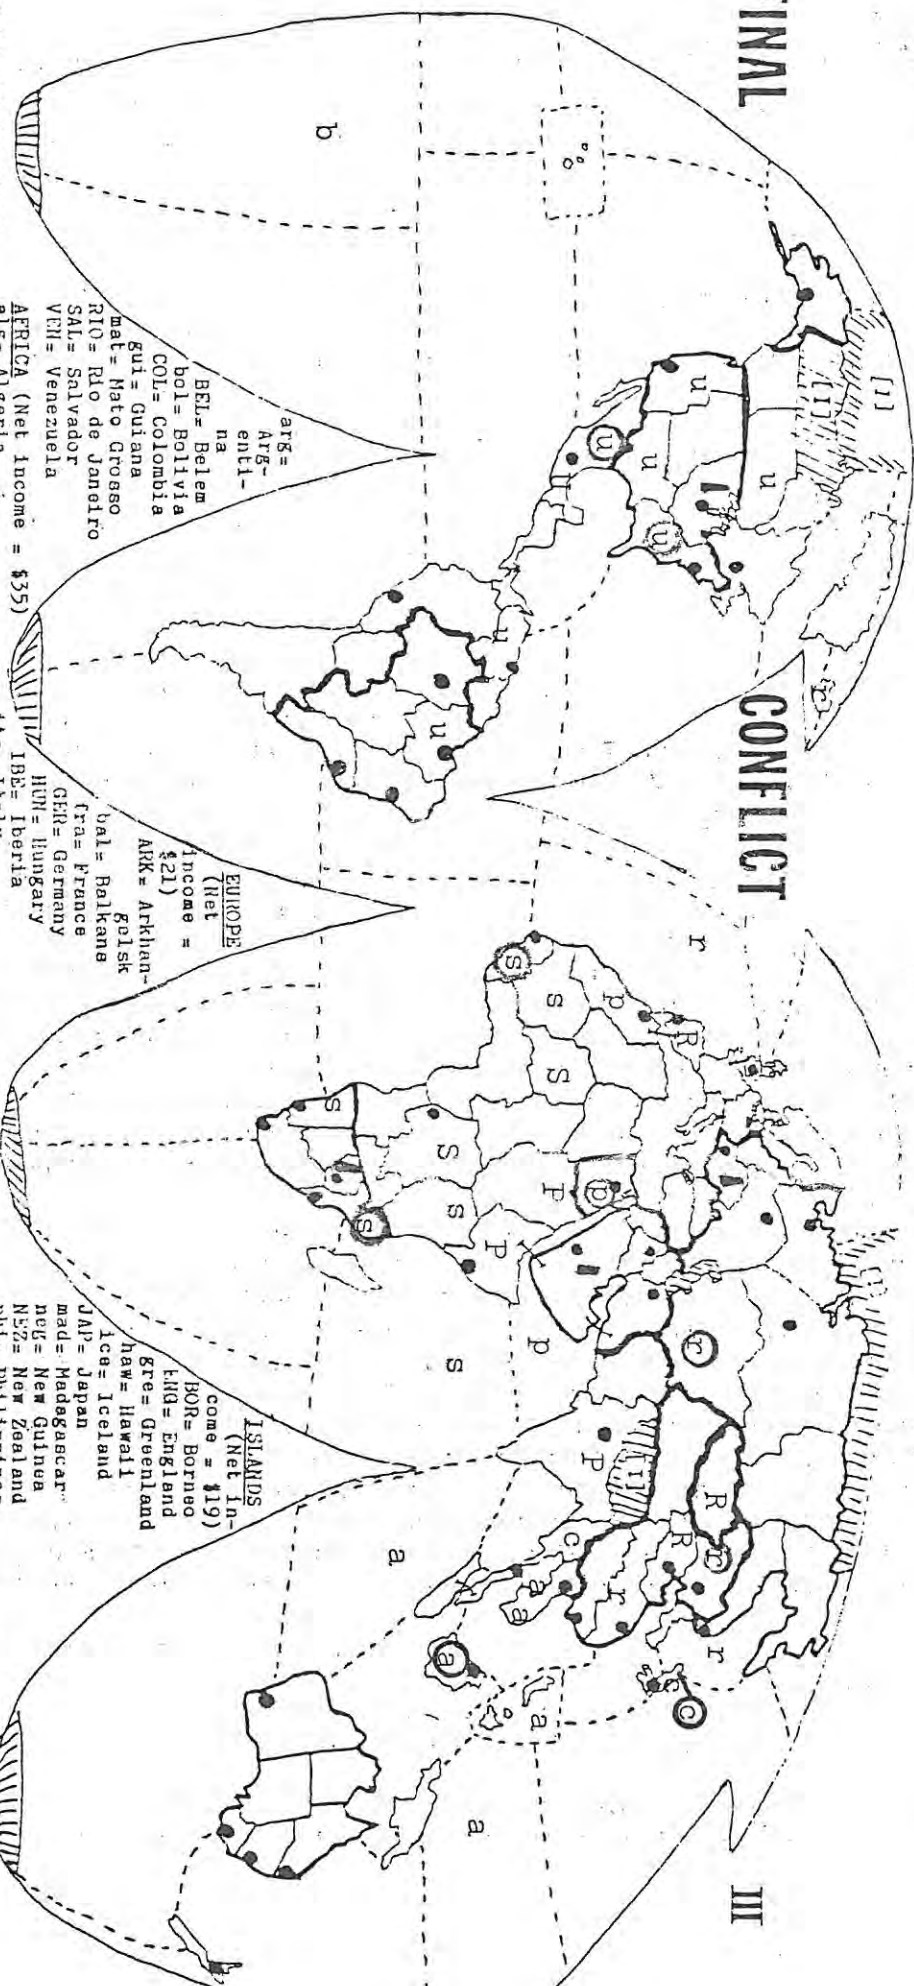 INAL
CONFLICT
III
[I]
[I]
r
u
u
u
u
u
u
u
b
r
s
s
s
s
s
s
s
s
p
p
p
p
p
p
R
r
R
r
R
r
r
[I]
c
c
c
a
a
a
a
a
a
arg=
Arg-
enti-
na
BEL= Belem
bol= Bolivia
COL= Colombia
gui= Guiana
mat= Mato Grosso
RIO= Rio de Janeiro
SAL= Salvador
VEN= Venezuela
AFRICA (Net income = $35)
alg= Algeria
EUROPE
(Net
income =
$21)
ARK= Arkhan-
gelsk
bal= Balkans
fra= France
GER= Germany
HUN= Hungary
IBE= Iberia
ISLANDS
(Net in-
come = $19)
BOR= Borneo
ENG= England
gre= Greenland
haw= Hawaii
ice= Iceland
JAP= Japan
mad= Madagascar
neg= New Guinea
NEZ= New Zealand